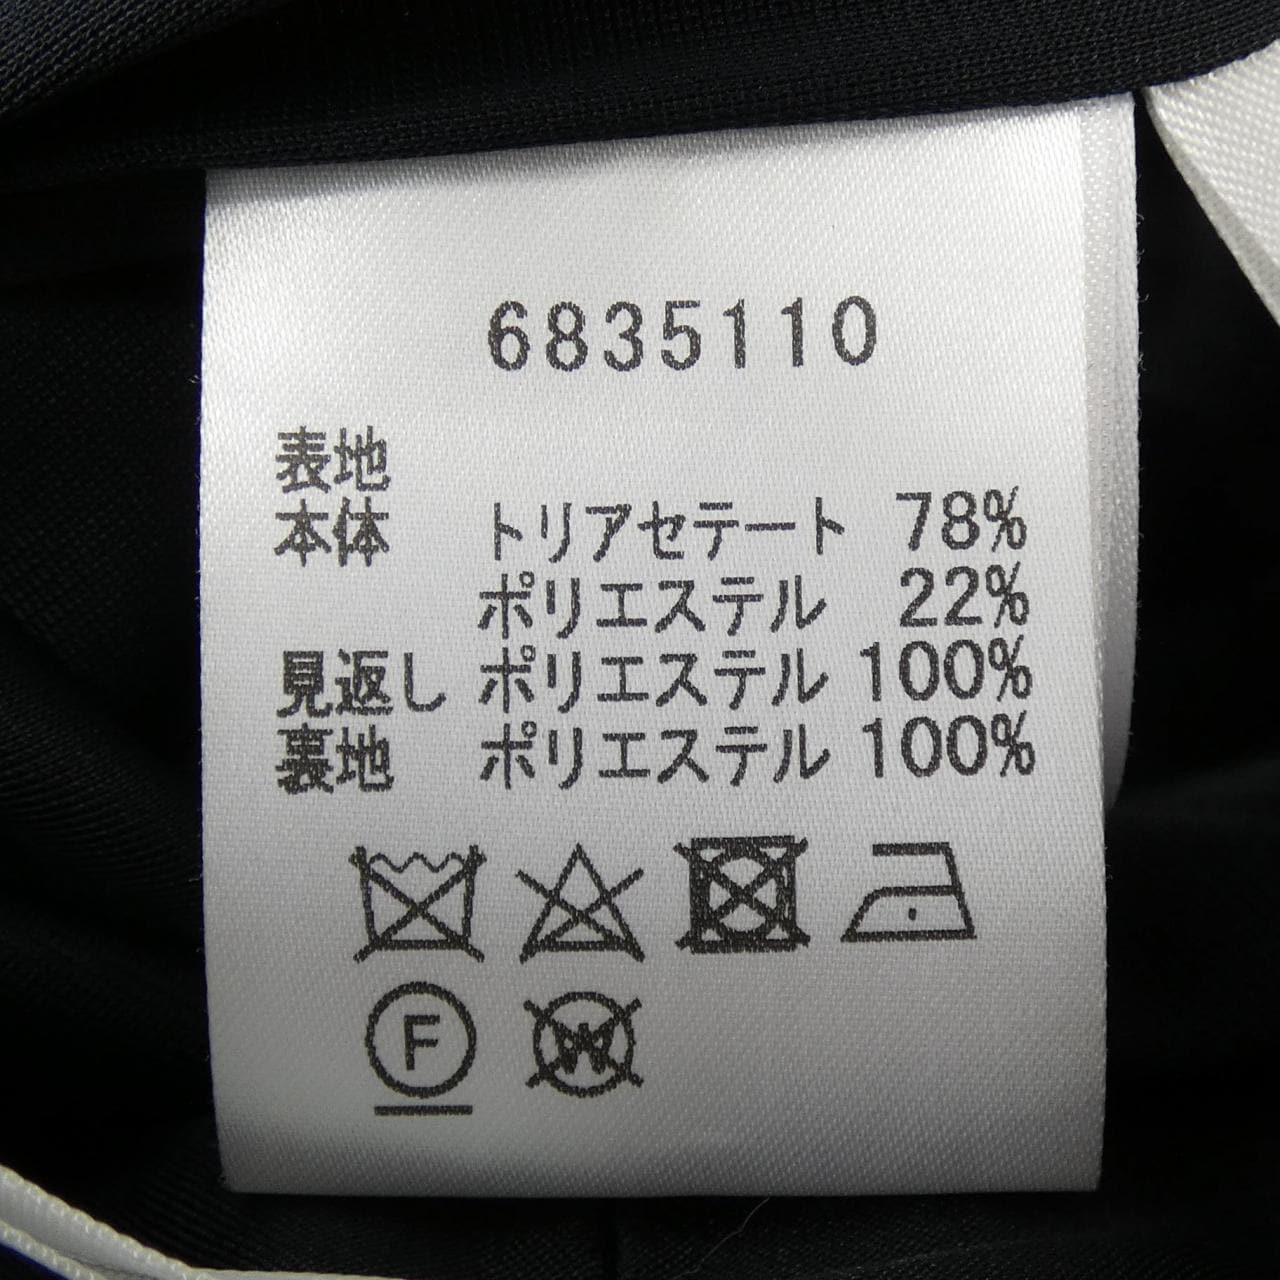 6835110
表地
本体 トリアセテート 78%
ポリエステル 22%
見返し ポリエステル 100%
裏地 ポリエステル 100%
F W